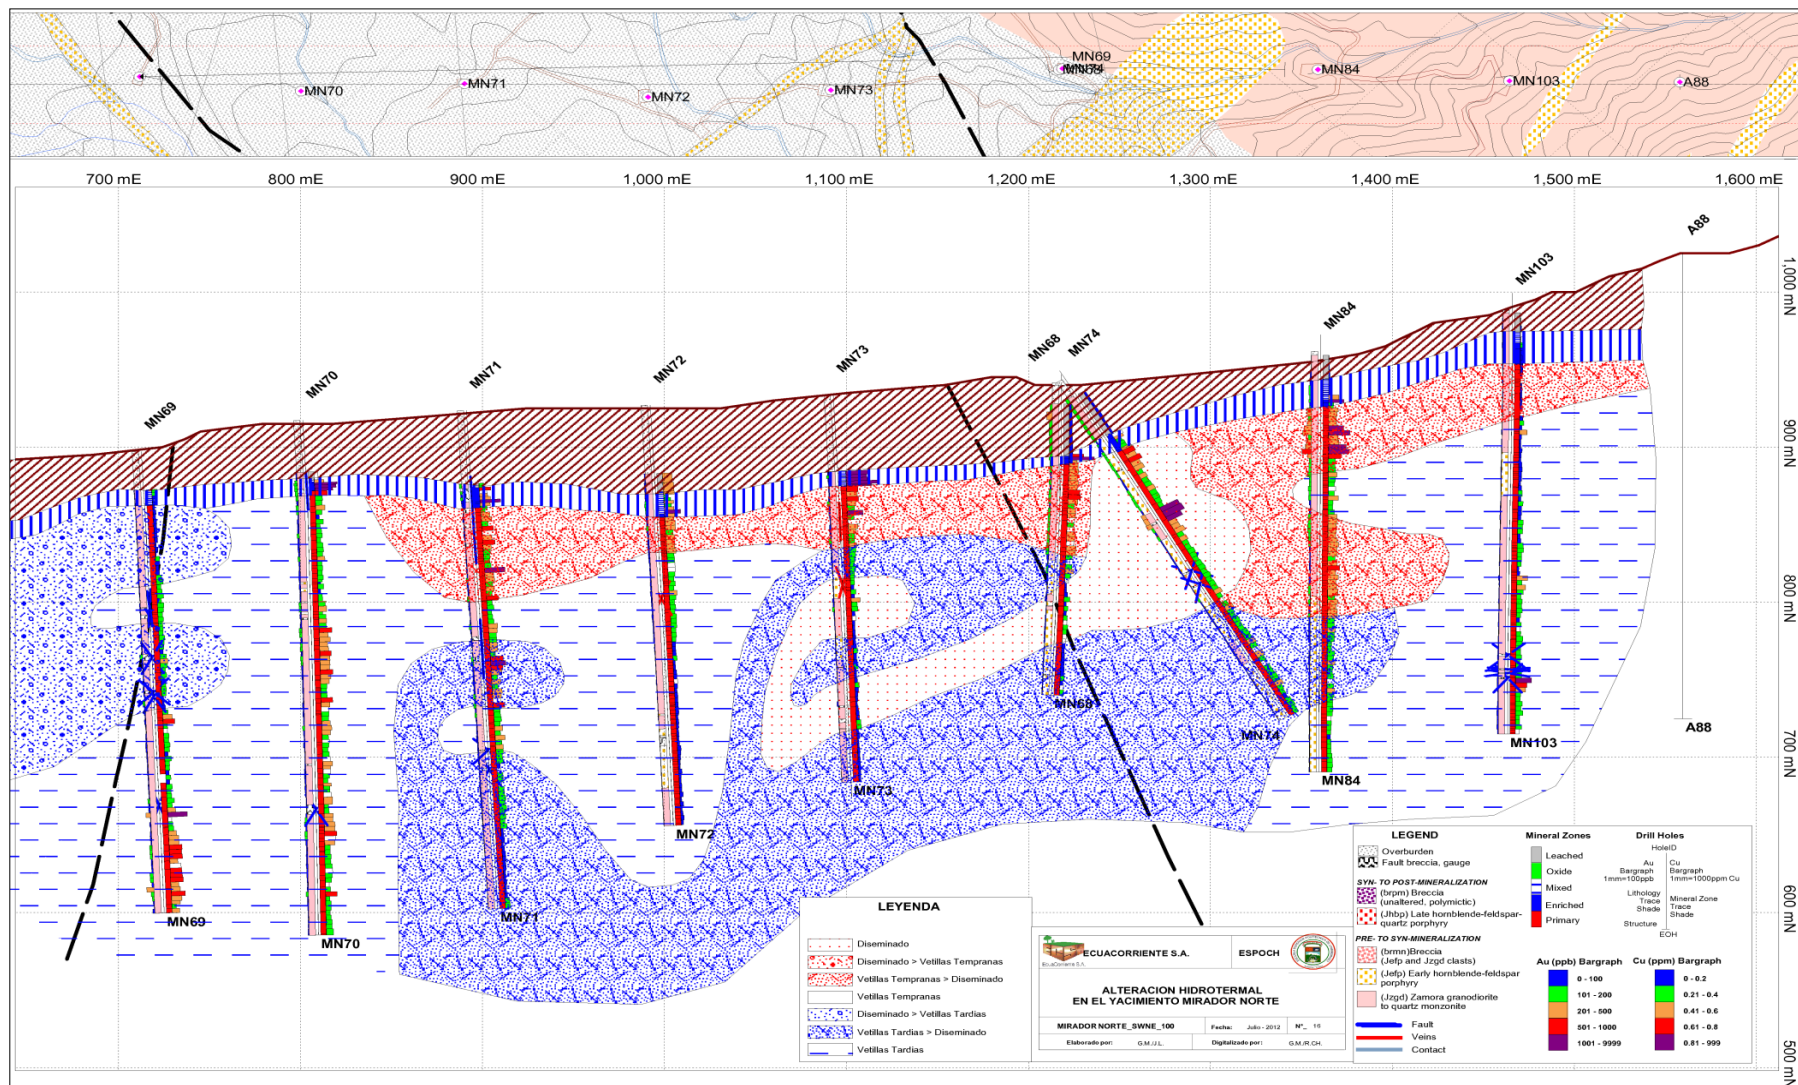 MN69
MN70
MN71
MN72
MN73
MN84
MN103
A88
700 mE
800 mE
900 mE
1,000 mE
1,100 mE
1,200 mE
1,300 mE
1,400 mE
1,500 mE
1,600 mE
MN69
MN70
MN71
MN72
MN73
MN68
MN74
MN84
MN103
A88
1,000 mN
900 mN
800 mN
700 mN
600 mN
500 mN
MN69
MN70
MN71
MN72
MN73
MN68
MN74
MN84
MN103
A88
LEYENDA
Diseminado
Diseminado > Vetillas Tempranas
Vetillas Tempranas > Diseminado
Vetillas Tempranas
Diseminado > Vetillas Tardias
Vetillas Tardias > Diseminado
Vetillas Tardias
EcuaCorriente S.A.
ECUACORRIENTE S.A.
ESPOCH
ALTERACION HIDROTERMAL
EN EL YACIMIENTO MIRADOR NORTE
MIRADOR NORTE_SWNE_100
Fecha: Julio - 2012
N°_ 10
Elaborado por: G.M./J.L.
Digitalizado por: G.M./R.CH.
LEGEND
Overburden
Fault breccia, gauge
SYN- TO POST-MINERALIZATION
(brpm) Breccia
(unaltered, polymictic)
(Jhbp) Late hornblende-feldspar-
quartz porphyry
PRE- TO SYN-MINERALIZATION
(brmn)Breccia
(Jefp and Jzgd clasts)
(Jefp) Early hornblende-feldspar
porphyry
(Jzgd) Zamora granodiorite
to quartz monzonite
Fault
Veins
Contact
Mineral Zones
Leached
Oxide
Mixed
Enriched
Primary
Drill Holes
HoleID
Au
Bargraph
1mm=100ppb
Cu
Bargraph
1mm=1000ppm Cu
Lithology
Trace
Shade
Mineral Zone
Trace
Shade
Structure
EOH
Au (ppb) Bargraph
0 - 100
101 - 200
201 - 500
501 - 1000
1001 - 9999
Cu (ppm) Bargraph
0 - 0.2
0.21 - 0.4
0.41 - 0.6
0.61 - 0.8
0.81 - 999